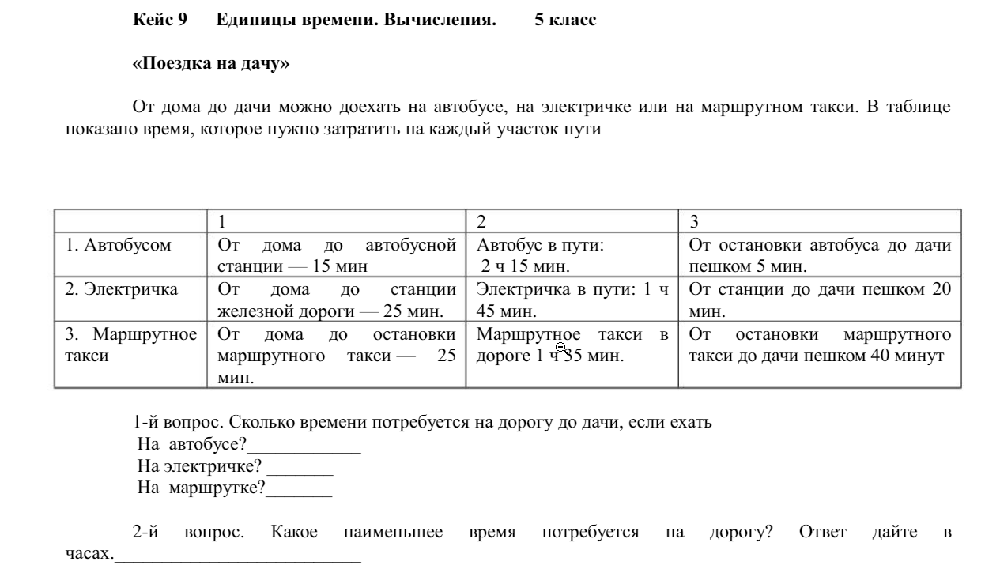 Кейс 9 Единицы времени. Вычисления. 5 класс
«Поездка на дачу»
От дома до дачи можно доехать на автобусе, на электричке или на маршрутном такси. В таблице
показано время, которое нужно затратить на каждый участок пути
1 2 3
1. Автобусом
От дома до автобусной
станции — 15 мин
Автобус в пути:
2 ч 15 мин.
От остановки автобуса до дачи
пешком 5 мин.
2. Электричка
От дома до станции
железной дороги — 25 мин.
Электричка в пути: 1 ч
45 мин.
От станции до дачи пешком 20
мин.
3. Маршрутное
такси
От дома до остановки
маршрутного такси — 25
мин.
Маршрутное такси в
дороге 1 ч 35 мин.
От остановки маршрутного
такси до дачи пешком 40 минут
1-й вопрос. Сколько времени потребуется на дорогу до дачи, если ехать
На автобусе?____________
На электричке? _______
На маршрутке?_______
2-й вопрос. Какое наименьшее время потребуется на дорогу? Ответ дайте в
часах.__________________________